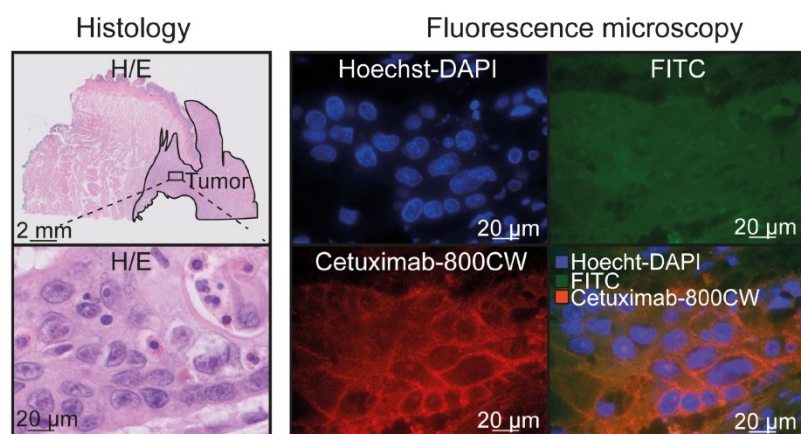 Histology
Fluorescence microscopy
H/E
Tumor
2 mm
H/E
20 µm
Hoechst-DAPI
20 µm
FITC
20 µm
Cetuximab-800CW
20 µm
Hoecht-DAPI
FITC
Cetuximab-800CW
20 µm